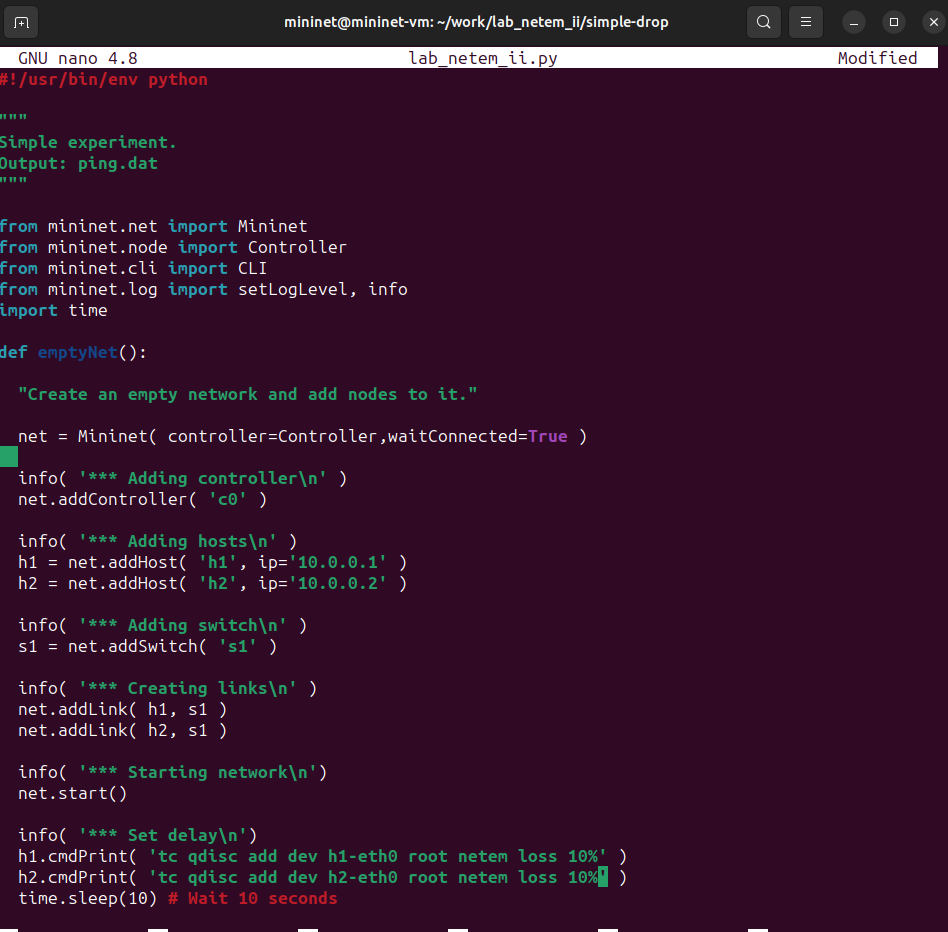 mininet@mininet-vm: ~/work/lab_netem_ii/simple-drop
GNU nano 4.8 lab_netem_ii.py Modified
#!/usr/bin/env python
"""
Simple experiment.
Output: ping.dat
"""
from mininet.net import Mininet
from mininet.node import Controller
from mininet.cli import CLI
from mininet.log import setLogLevel, info
import time
def emptyNet():
"Create an empty network and add nodes to it."
net = Mininet( controller=Controller,waitConnected=True )
info( '*** Adding controller\n' )
net.addController( 'c0' )
info( '*** Adding hosts\n' )
h1 = net.addHost( 'h1', ip='10.0.0.1' )
h2 = net.addHost( 'h2', ip='10.0.0.2' )
info( '*** Adding switch\n' )
s1 = net.addSwitch( 's1' )
info( '*** Creating links\n' )
net.addLink( h1, s1 )
net.addLink( h2, s1 )
info( '*** Starting network\n')
net.start()
info( '*** Set delay\n')
h1.cmdPrint( 'tc qdisc add dev h1-eth0 root netem loss 10%' )
h2.cmdPrint( 'tc qdisc add dev h2-eth0 root netem loss 10%' )
time.sleep(10) # Wait 10 seconds